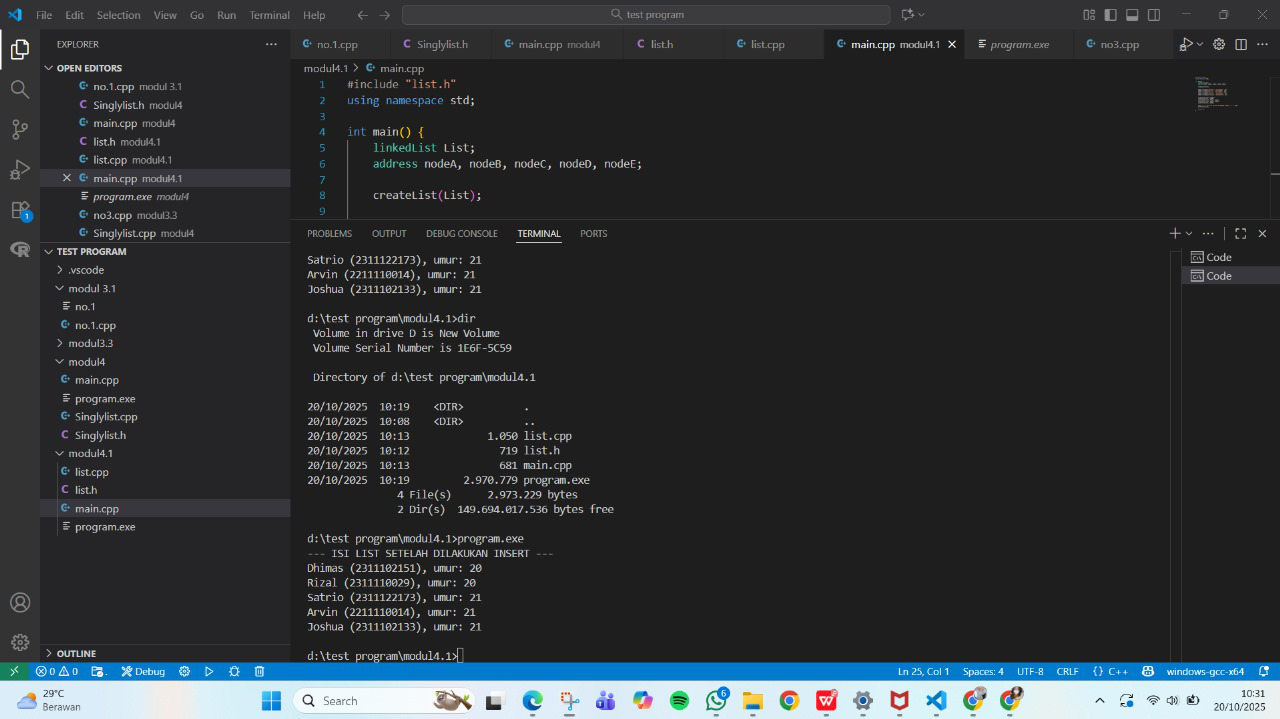 File Edit Selection View Go Run Terminal Help
test program
EXPLORER
OPEN EDITORS
no.1.cpp modul 3.1
Singlylist.h modul4
main.cpp modul4
list.h modul4.1
list.cpp modul4.1
main.cpp modul4.1
program.exe modul4
no3.cpp modul3.3
Singlylist.cpp modul4
TEST PROGRAM
.vscode
modul 3.1
no.1
no.1.cpp
modul3.3
modul4
main.cpp
program.exe
Singlylist.cpp
Singlylist.h
modul4.1
list.cpp
list.h
main.cpp
program.exe
OUTLINE
1
no.1.cpp Singlylist.h main.cpp modul4 list.h list.cpp main.cpp modul4.1 program.exe no3.cpp
modul4.1 > main.cpp
1 #include "list.h"
2 using namespace std;
3
4 int main() {
5 linkedList List;
6 address nodeA, nodeB, nodeC, nodeD, nodeE;
7
8 createList(List);
9
PROBLEMS OUTPUT DEBUG CONSOLE TERMINAL PORTS
Code
Code
Satrio (2311122173), umur: 21
Arvin (2211110014), umur: 21
Joshua (2311102133), umur: 21
d:\test program\modul4.1>dir
Volume in drive D is New Volume
Volume Serial Number is 1E6F-5C59
Directory of d:\test program\modul4.1
20/10/2025 10:19 <DIR> .
20/10/2025 10:08 <DIR> ..
20/10/2025 10:13 1.050 list.cpp
20/10/2025 10:12 719 list.h
20/10/2025 10:13 681 main.cpp
20/10/2025 10:19 2.970.779 program.exe
4 File(s) 2.973.229 bytes
2 Dir(s) 149.694.017.536 bytes free
d:\test program\modul4.1>program.exe
--- ISI LIST SETELAH DILAKUKAN INSERT ---
Dhimas (2311102151), umur: 20
Rizal (2311110029), umur: 20
Satrio (2311122173), umur: 21
Arvin (2211110014), umur: 21
Joshua (2311102133), umur: 21
d:\test program\modul4.1>
0 0 Debug Ln 25, Col 1 Spaces: 4 UTF-8 CRLF {} C++ windows-gcc-x64
29°C
Berawan
Search
6
10:31
20/10/2025